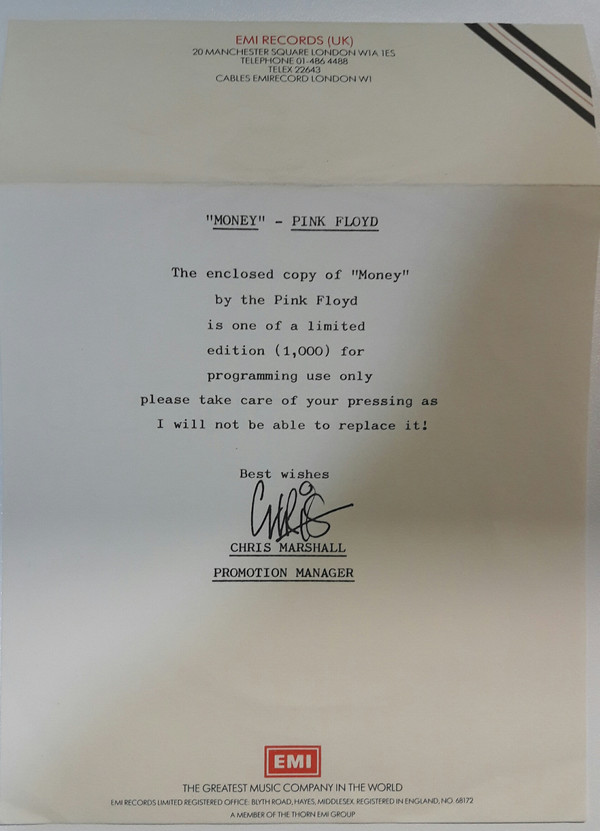 EMI RECORDS (UK)
20 MANCHESTER SQUARE LONDON W1A 1ES
TELEPHONE 01-486 4488
TELEX 22643
CABLES EMIRECORD LONDON W1
"MONEY" - PINK FLOYD
The enclosed copy of "Money"
by the Pink Floyd
is one of a limited
edition (1,000) for
programming use only
please take care of your pressing as
I will not be able to replace it!
Best wishes
CHRIS
CHRIS MARSHALL
PROMOTION MANAGER
EMI
THE GREATEST MUSIC COMPANY IN THE WORLD
EMI RECORDS LIMITED REGISTERED OFFICE: BLYTH ROAD, HAYES, MIDDLESEX. REGISTERED IN ENGLAND, NO. 68172
A MEMBER OF THE THORN EMI GROUP